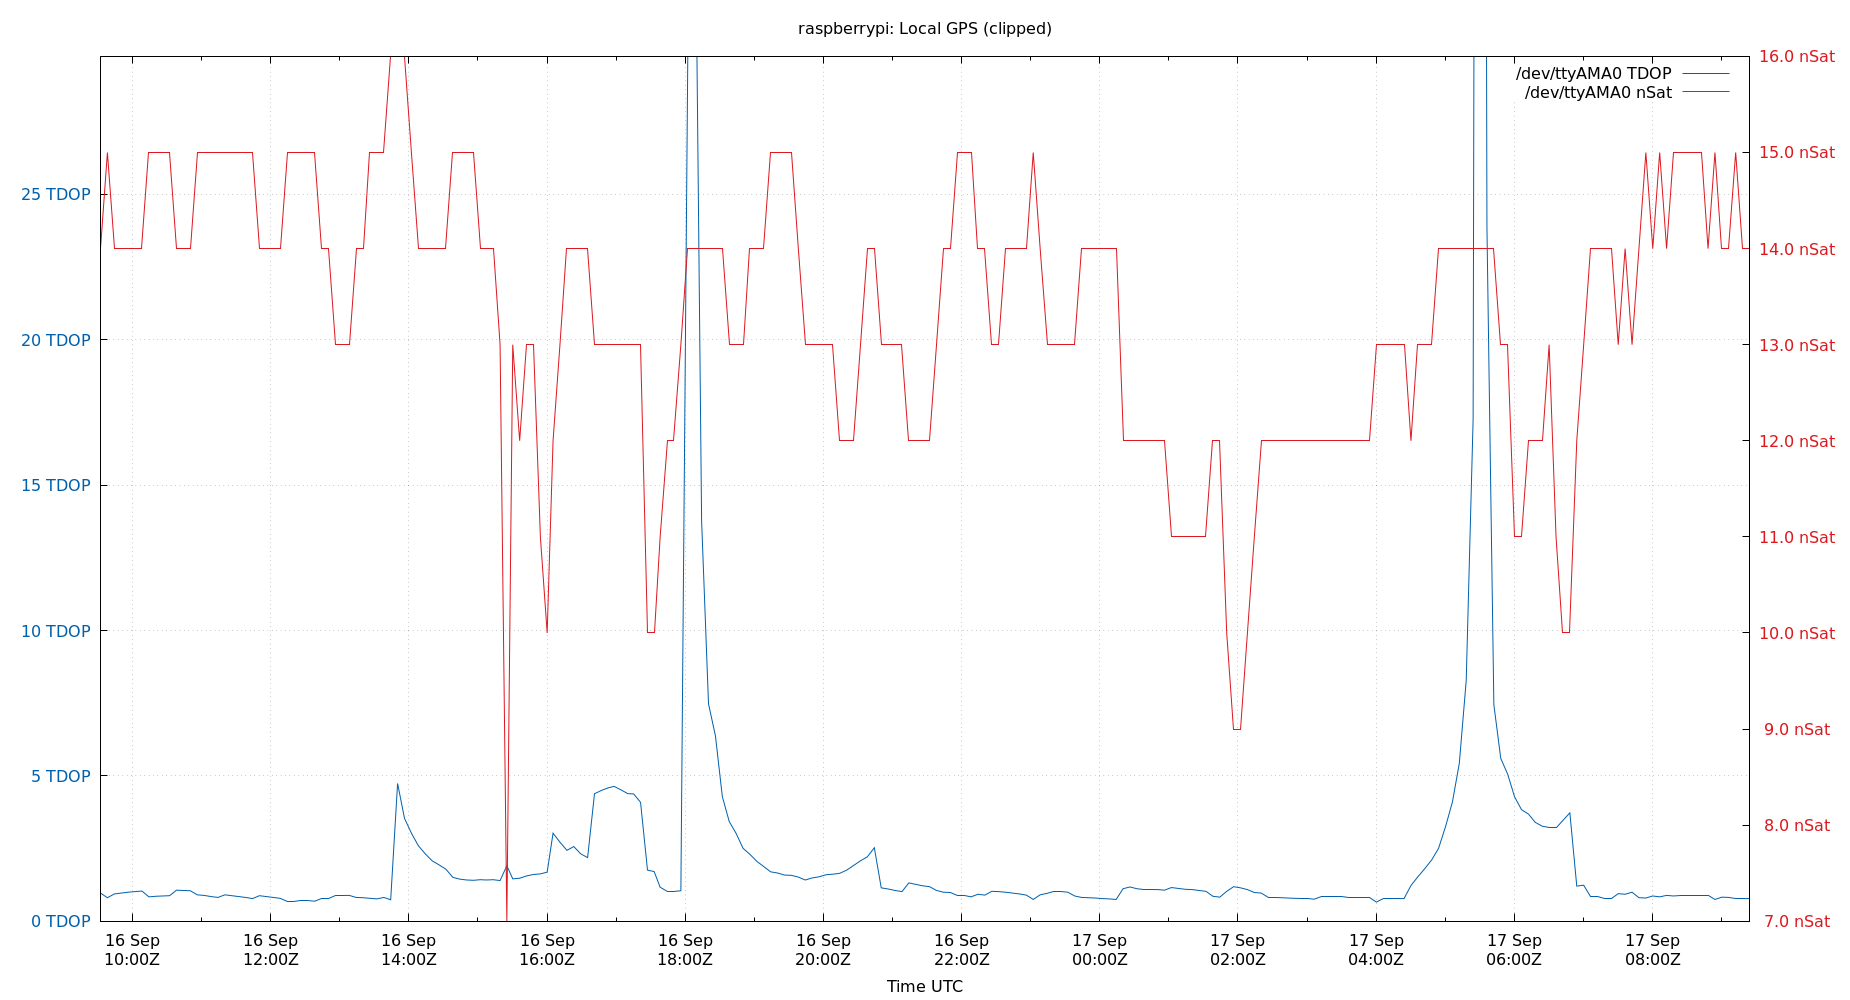 raspberrypi: Local GPS (clipped)
/dev/ttyAMA0 TDOP
/dev/ttyAMA0 nSat
25 TDOP
20 TDOP
15 TDOP
10 TDOP
5 TDOP
0 TDOP
16.0 nSat
15.0 nSat
14.0 nSat
13.0 nSat
12.0 nSat
11.0 nSat
10.0 nSat
9.0 nSat
8.0 nSat
7.0 nSat
16 Sep 16 Sep 16 Sep 16 Sep 16 Sep 16 Sep 16 Sep 17 Sep 17 Sep 17 Sep 17 Sep 17 Sep
10:00Z 12:00Z 14:00Z 16:00Z 18:00Z 20:00Z 22:00Z 00:00Z 02:00Z 04:00Z 06:00Z 08:00Z
Time UTC